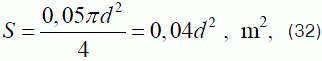 S = 0,05πd²/4 = 0,04d² , m², (32)